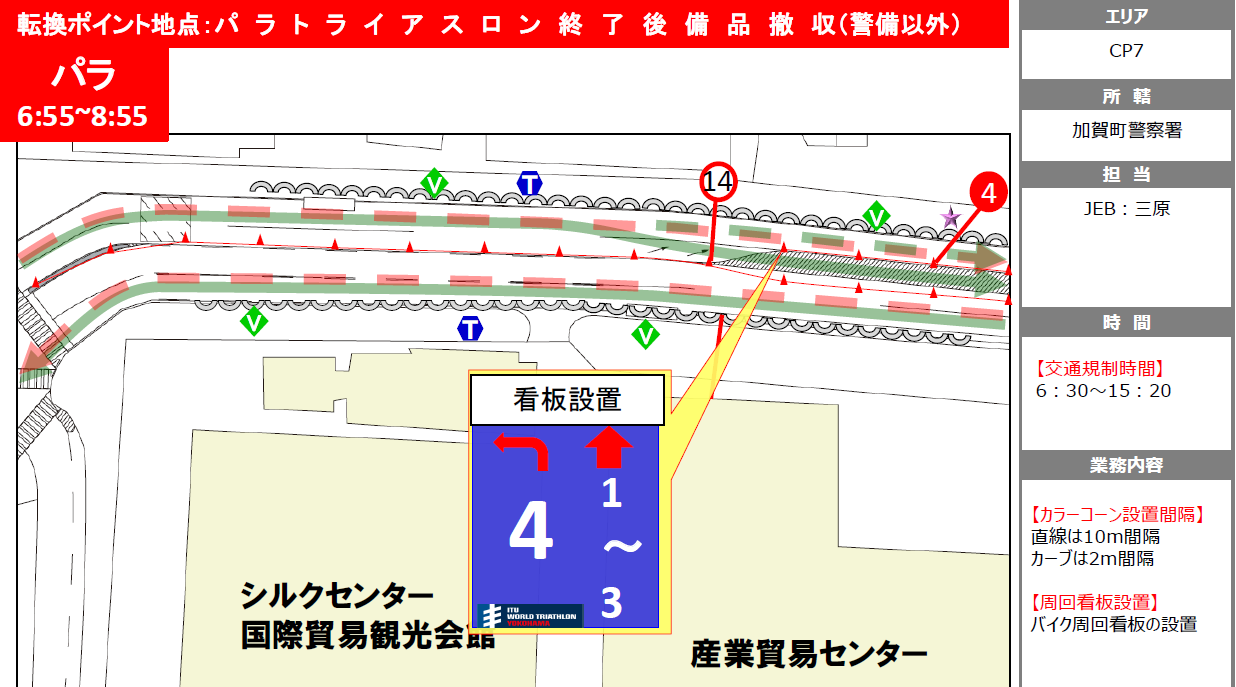 転換ポイント地点：パラトライアスロン終了後備品撤収（警備以外）
パラ
6:55~8:55
V
T
14
V
4
V
T
V
看板設置
4
1
～
3
ITU
WORLD TRIATHLON
YOKOHAMA
シルクセンター
国際貿易観光会館
産業貿易センター
エリア
CP7
所 轄
加賀町警察署
担 当
JEB：三原
時 間
【交通規制時間】
6：30～15：20
業務内容
【カラーコーン設置間隔】
直線は10m間隔
カーブは2m間隔
【周回看板設置】
バイク周回看板の設置